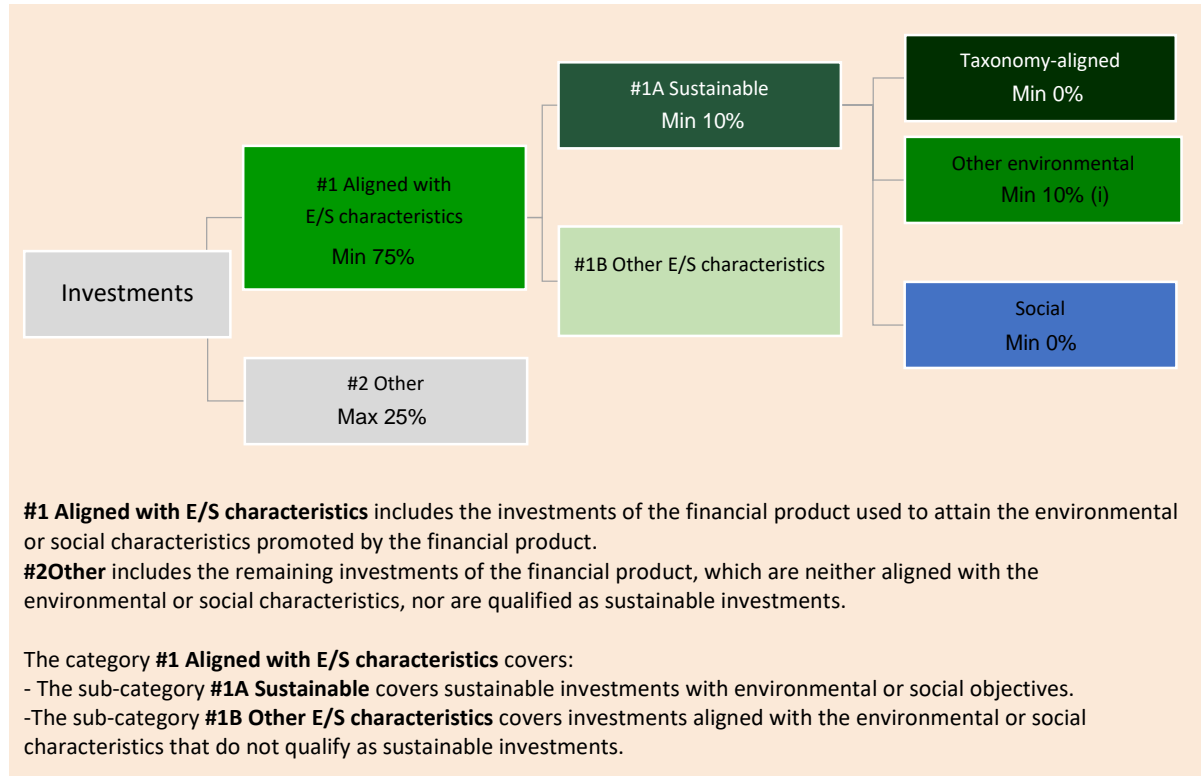 Investments
#1 Aligned with
E/S characteristics
Min 75%
#2 Other
Max 25%
#1A Sustainable
Min 10%
#1B Other E/S characteristics
Taxonomy-aligned
Min 0%
Other environmental
Min 10% (i)
Social
Min 0%
#1 Aligned with E/S characteristics includes the investments of the financial product used to attain the environmental
or social characteristics promoted by the financial product.
#2Other includes the remaining investments of the financial product, which are neither aligned with the
environmental or social characteristics, nor are qualified as sustainable investments.
The category #1 Aligned with E/S characteristics covers:
- The sub-category #1A Sustainable covers sustainable investments with environmental or social objectives.
-The sub-category #1B Other E/S characteristics covers investments aligned with the environmental or social
characteristics that do not qualify as sustainable investments.